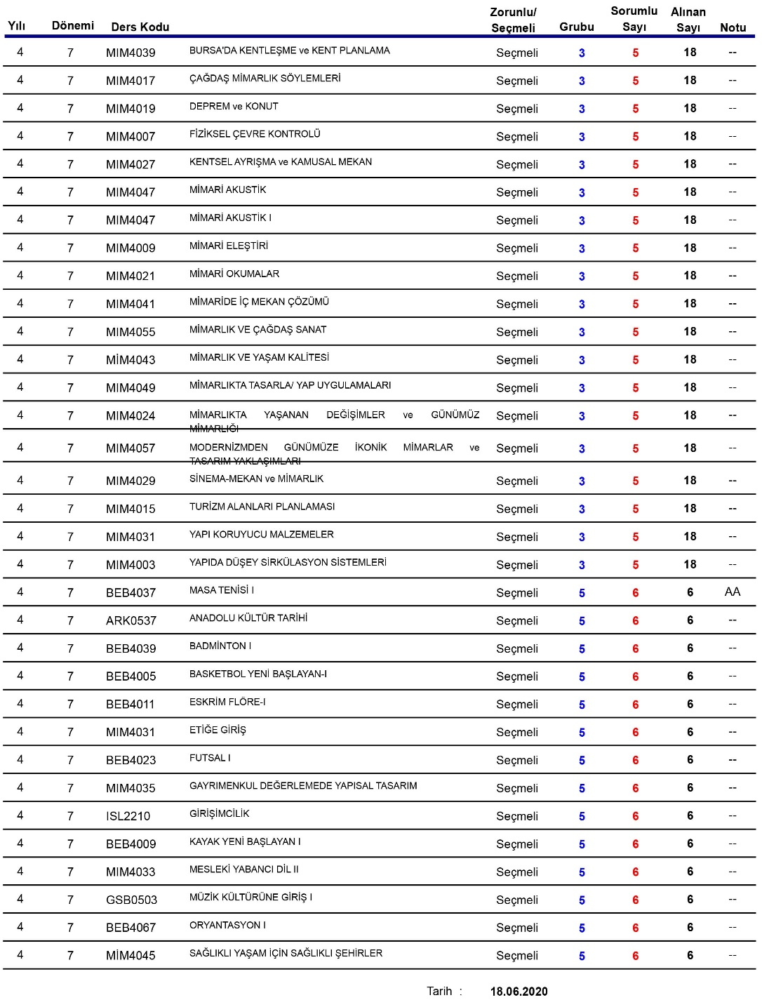 Yılı Dönemi Ders Kodu Zorunlu/ Seçmeli Grubu Sorumlu Sayı Alınan Sayı Notu
4 7 MIM4039 BURSA'DA KENTLEŞME ve KENT PLANLAMA Seçmeli 3 5 18 --
4 7 MIM4017 ÇAĞDAŞ MİMARLIK SÖYLEMLERİ Seçmeli 3 5 18 --
4 7 MIM4019 DEPREM ve KONUT Seçmeli 3 5 18 --
4 7 MIM4007 FİZİKSEL ÇEVRE KONTROLÜ Seçmeli 3 5 18 --
4 7 MIM4027 KENTSEL AYRIŞMA ve KAMUSAL MEKAN Seçmeli 3 5 18 --
4 7 MIM4047 MİMARİ AKUSTİK Seçmeli 3 5 18 --
4 7 MIM4047 MİMARİ AKUSTİK I Seçmeli 3 5 18 --
4 7 MIM4009 MİMARİ ELEŞTİRİ Seçmeli 3 5 18 --
4 7 MIM4021 MİMARİ OKUMALAR Seçmeli 3 5 18 --
4 7 MIM4041 MİMARİDE İÇ MEKAN ÇÖZÜMÜ Seçmeli 3 5 18 --
4 7 MIM4055 MİMARLIK VE ÇAĞDAŞ SANAT Seçmeli 3 5 18 --
4 7 MİM4043 MİMARLIK VE YAŞAM KALİTESİ Seçmeli 3 5 18 --
4 7 MIM4049 MİMARLIKTA TASARLA/ YAP UYGULAMALARI Seçmeli 3 5 18 --
4 7 MIM4024 MİMARLIKTA YAŞANAN DEĞİŞİMLER ve GÜNÜMÜZ Seçmeli 3 5 18 --
MİMARLIĞI
4 7 MIM4057 MODERNİZMDEN GÜNÜMÜZE İKONİK MİMARLAR ve Seçmeli 3 5 18 --
TASARIM YAKLAŞIMLARI
4 7 MIM4029 SİNEMA-MEKAN ve MİMARLIK Seçmeli 3 5 18 --
4 7 MIM4015 TURİZM ALANLARI PLANLAMASI Seçmeli 3 5 18 --
4 7 MIM4031 YAPI KORUYUCU MALZEMELER Seçmeli 3 5 18 --
4 7 MIM4003 YAPIDA DÜŞEY SİRKÜLASYON SİSTEMLERİ Seçmeli 3 5 18 --
4 7 BEB4037 MASA TENİSİ I Seçmeli 5 6 6 AA
4 7 ARK0537 ANADOLU KÜLTÜR TARİHİ Seçmeli 5 6 6 --
4 7 BEB4039 BADMİNTON I Seçmeli 5 6 6 --
4 7 BEB4005 BASKETBOL YENİ BAŞLAYAN-I Seçmeli 5 6 6 --
4 7 BEB4011 ESKRİM FLÖRE-I Seçmeli 5 6 6 --
4 7 MIM4031 ETİĞE GİRİŞ Seçmeli 5 6 6 --
4 7 BEB4023 FUTSAL I Seçmeli 5 6 6 --
4 7 MIM4035 GAYRIMENKUL DEĞERLEMEDE YAPISAL TASARIM Seçmeli 5 6 6 --
4 7 ISL2210 GİRİŞİMCİLİK Seçmeli 5 6 6 --
4 7 BEB4009 KAYAK YENİ BAŞLAYAN I Seçmeli 5 6 6 --
4 7 MIM4033 MESLEKİ YABANCI DİL II Seçmeli 5 6 6 --
4 7 GSB0503 MÜZİK KÜLTÜRÜNE GİRİŞ I Seçmeli 5 6 6 --
4 7 BEB4067 ORYANTASYON I Seçmeli 5 6 6 --
4 7 MİM4045 SAĞLIKLI YAŞAM İÇİN SAĞLIKLI ŞEHİRLER Seçmeli 5 6 6 --
Tarih : 18.06.2020